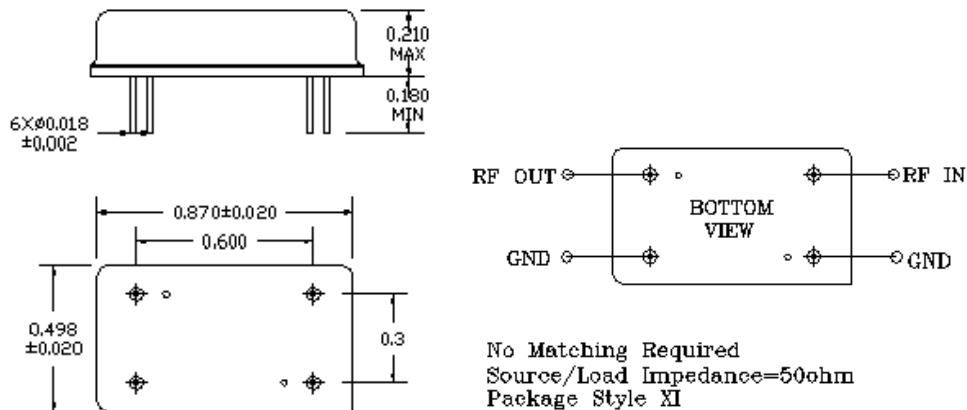 0.210
MAX
0.180
MIN
6XØ0.018
±0.002
0.870±0.020
0.600
0.498
±0.020
0.3
RF OUT
RF IN
BOTTOM
VIEW
GND
GND
No Matching Required
Source/Load Impedance=50ohm
Package Style XI